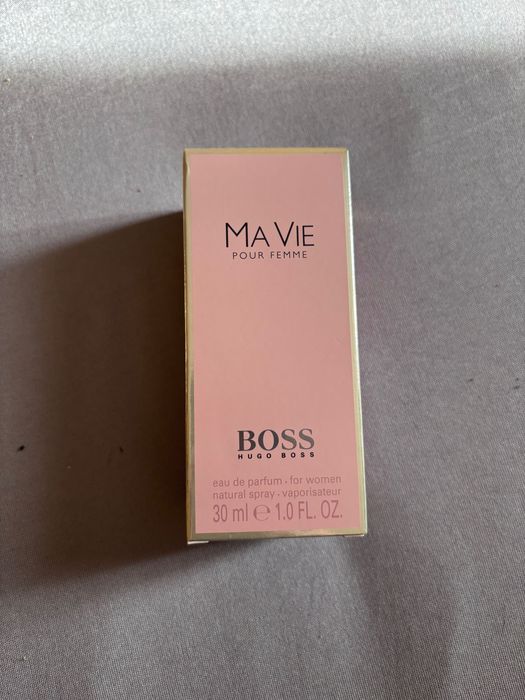 MA VIE
POUR FEMME
BOSS
HUGO BOSS
eau de parfum • for women
natural spray • vaporisateur
30 ml ℮ 1.0 FL. OZ.